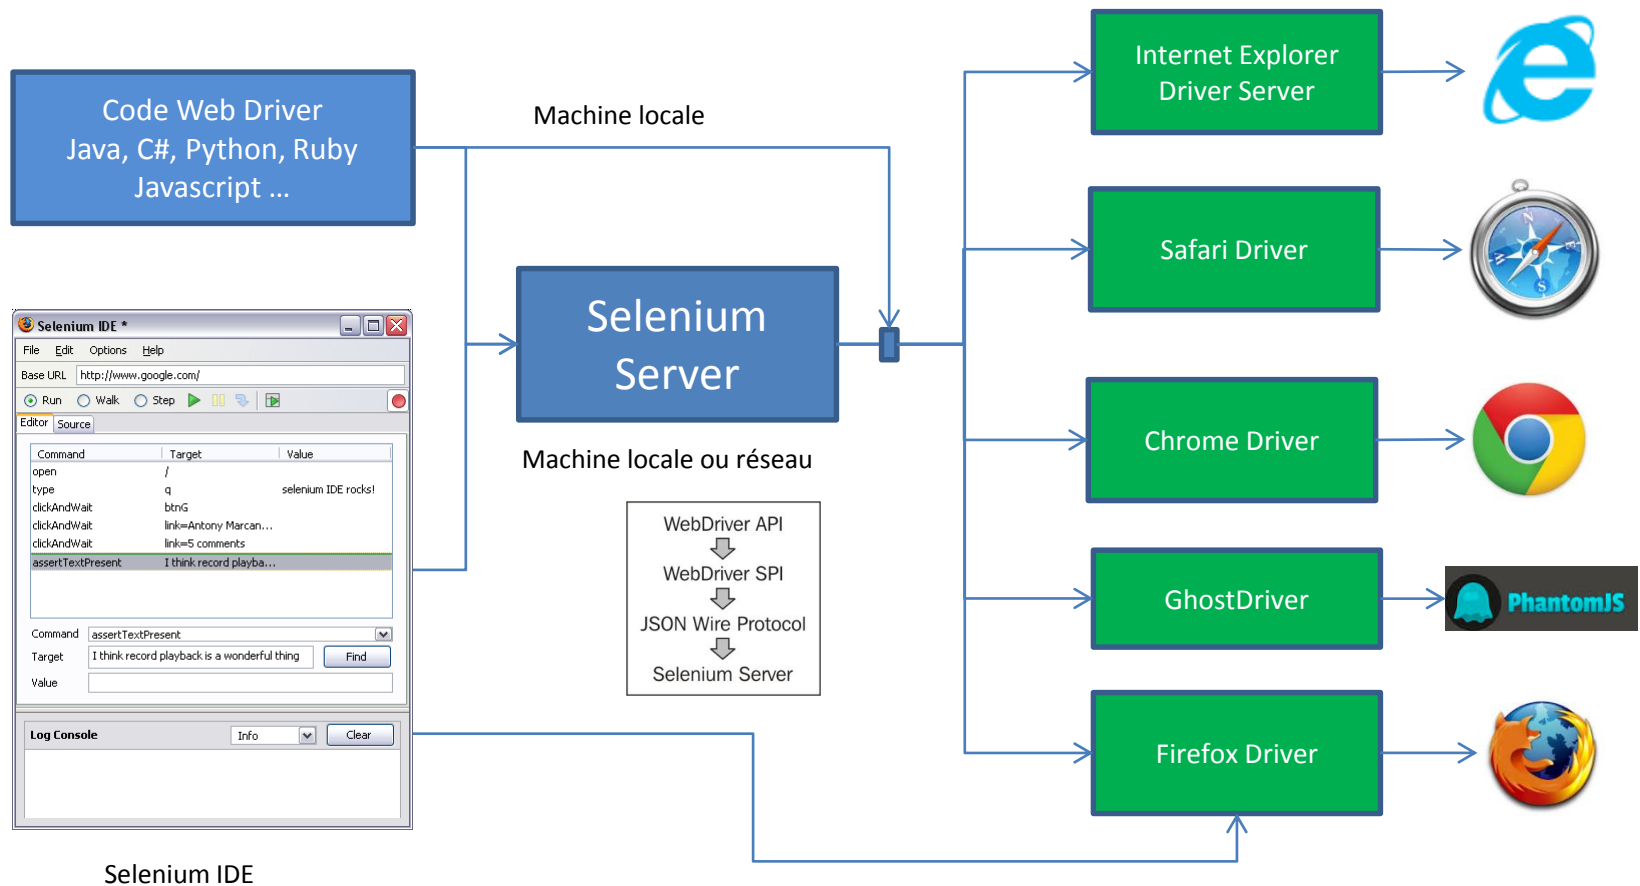 Code Web Driver
Java, C#, Python, Ruby
Javascript ...
Machine locale
Selenium
Server
Machine locale ou réseau
WebDriver API
WebDriver SPI
JSON Wire Protocol
Selenium Server
Selenium IDE *
File Edit Options Help
Base URL http://www.google.com/
Run Walk Step
Editor Source
Command Target Value
open /
type q selenium IDE rocks!
clickAndWait btnG
clickAndWait link=Antony Marcan...
clickAndWait link=5 comments
assertTextPresent I think record playba...
Command assertTextPresent
Target I think record playback is a wonderful thing Find
Value
Log Console Info Clear
Selenium IDE
Internet Explorer
Driver Server
Safari Driver
N
E
S
W
Chrome Driver
GhostDriver
PhantomJS
Firefox Driver